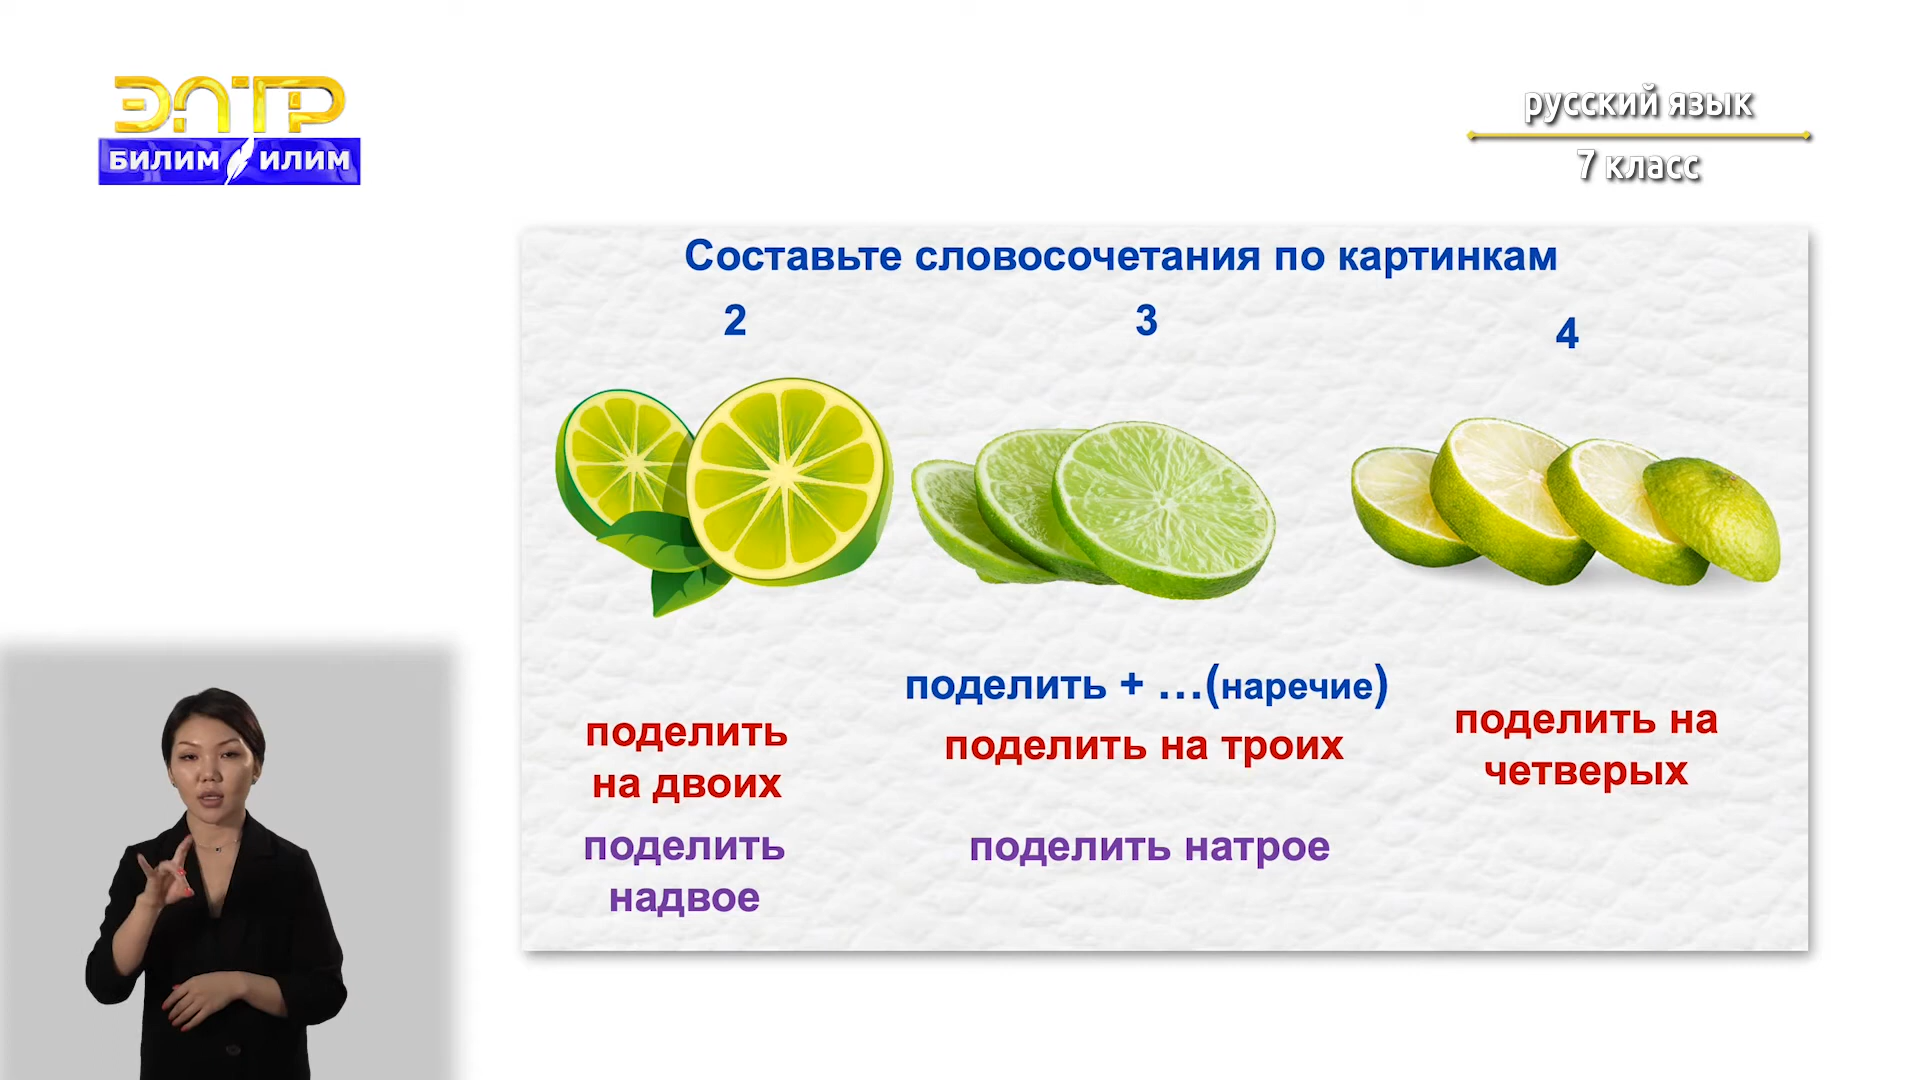 ЭЛТР
БИЛИМ ИЛИМ
русский язык
7 класс
Составьте словосочетания по картинкам
2
3
4
поделить + …(наречие)
поделить
на двоих
поделить на троих
поделить на
четверых
поделить
надвое
поделить натрое